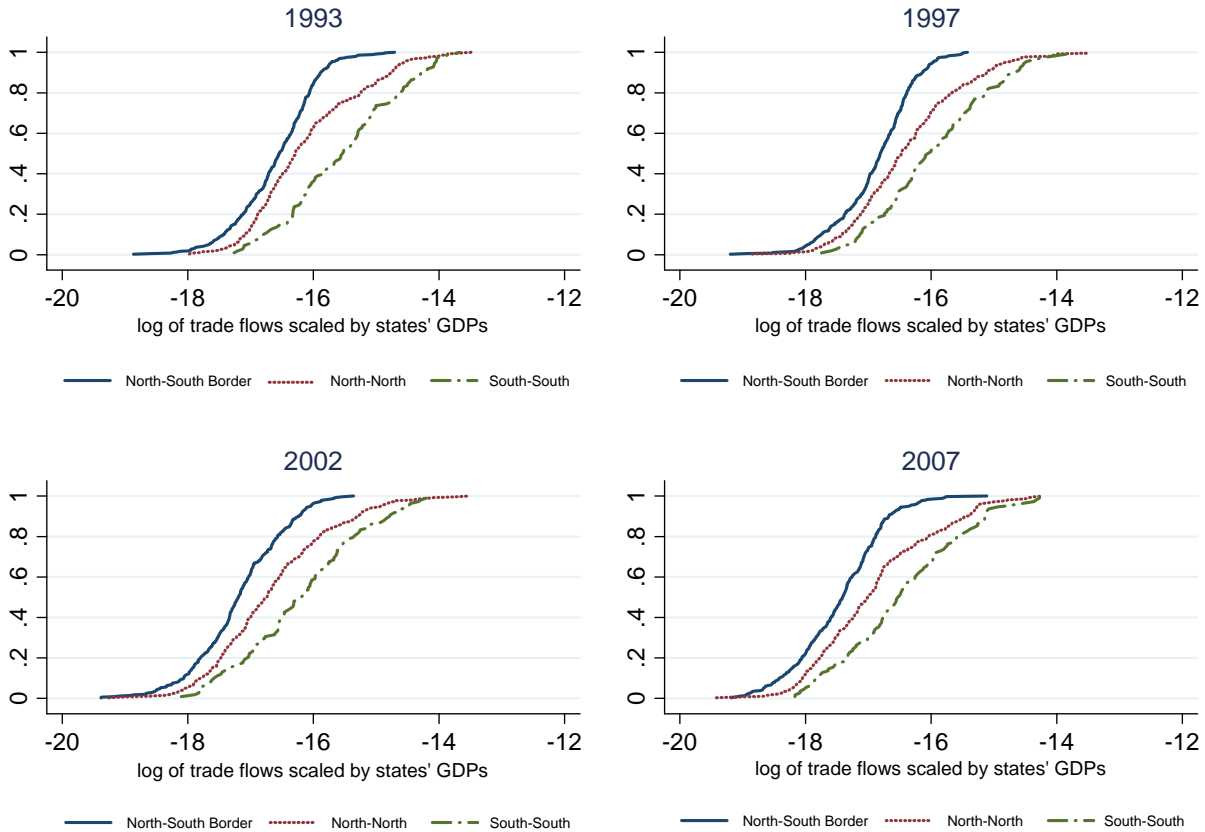 1993
1
.8
.6
.4
.2
0
-20 -18 -16 -14 -12
log of trade flows scaled by states' GDPs
North-South Border North-North South-South
1997
1
.8
.6
.4
.2
0
-20 -18 -16 -14 -12
log of trade flows scaled by states' GDPs
North-South Border North-North South-South
2002
1
.8
.6
.4
.2
0
-20 -18 -16 -14 -12
log of trade flows scaled by states' GDPs
North-South Border North-North South-South
2007
1
.8
.6
.4
.2
0
-20 -18 -16 -14 -12
log of trade flows scaled by states' GDPs
North-South Border North-North South-South